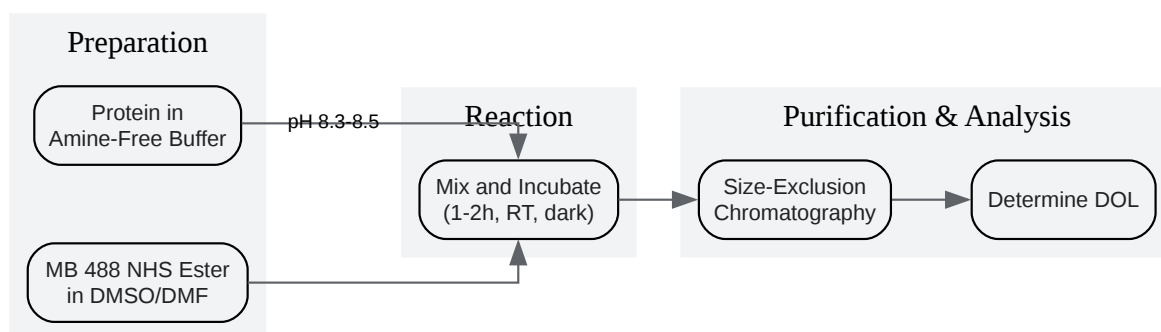 Preparation
Protein in
Amine-Free Buffer
pH 8.3-8.5
MB 488 NHS Ester
in DMSO/DMF
Reaction
Mix and Incubate
(1-2h, RT, dark)
Purification & Analysis
Size-Exclusion
Chromatography
Determine DOL